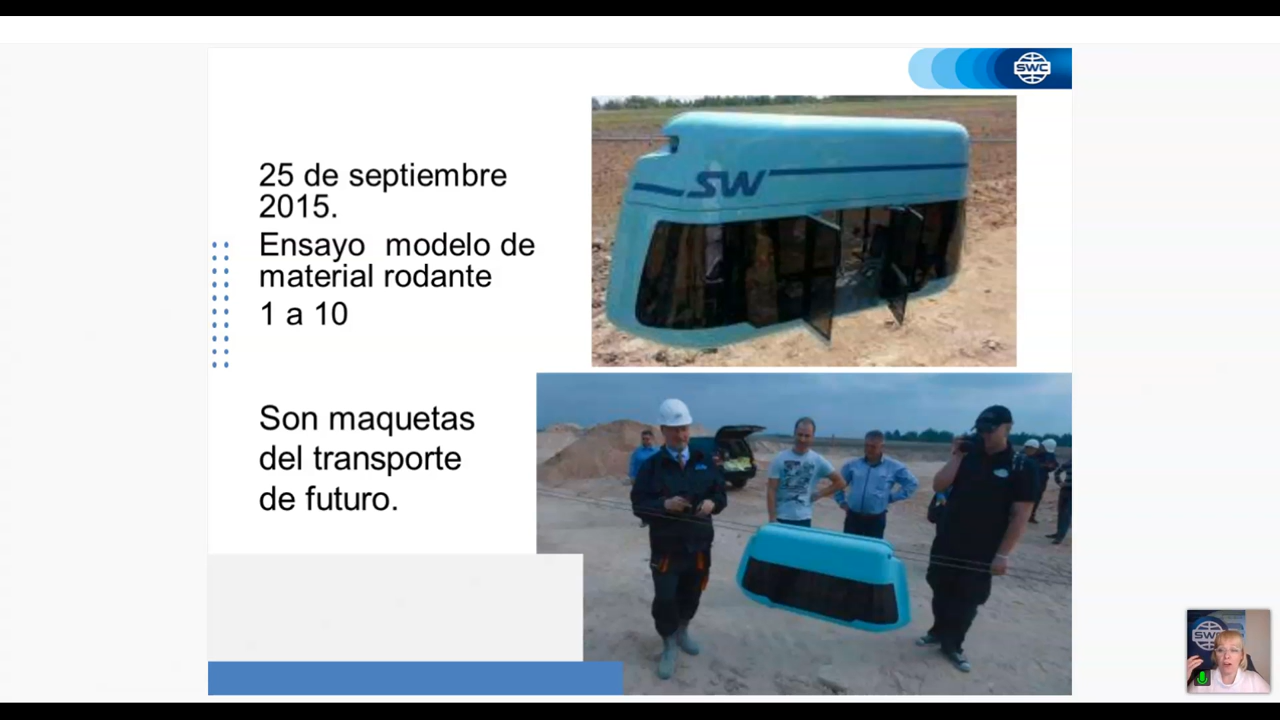 SWC
25 de septiembre
2015.
Ensayo modelo de
material rodante
1 a 10
SW
Son maquetas
del transporte
de futuro.
SWC